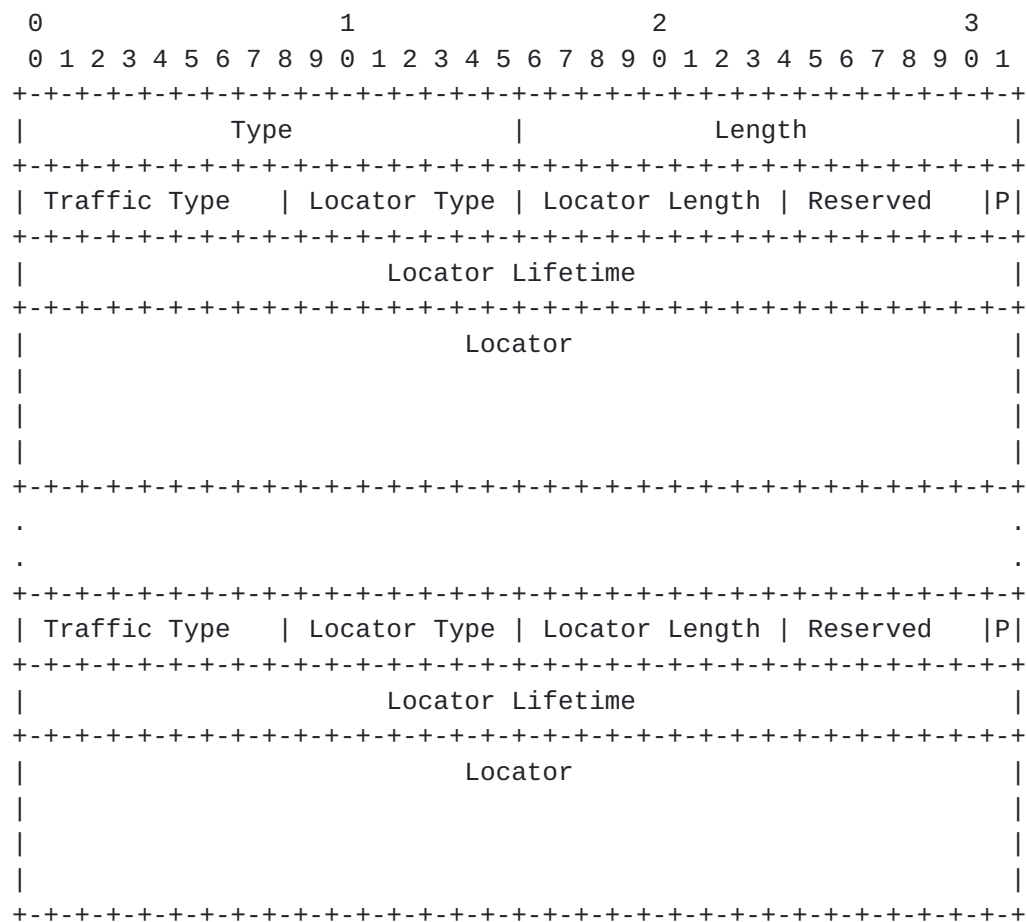 0                   1                   2                   3
 0 1 2 3 4 5 6 7 8 9 0 1 2 3 4 5 6 7 8 9 0 1 2 3 4 5 6 7 8 9 0 1
+-+-+-+-+-+-+-+-+-+-+-+-+-+-+-+-+-+-+-+-+-+-+-+-+-+-+-+-+-+-+-+-+
|             Type              |            Length             |
+-+-+-+-+-+-+-+-+-+-+-+-+-+-+-+-+-+-+-+-+-+-+-+-+-+-+-+-+-+-+-+-+
| Traffic Type   | Locator Type | Locator Length | Reserved   |P|
+-+-+-+-+-+-+-+-+-+-+-+-+-+-+-+-+-+-+-+-+-+-+-+-+-+-+-+-+-+-+-+-+
|                       Locator Lifetime                        |
+-+-+-+-+-+-+-+-+-+-+-+-+-+-+-+-+-+-+-+-+-+-+-+-+-+-+-+-+-+-+-+-+
|                            Locator                            |
|                                                               |
|                                                               |
|                                                               |
+-+-+-+-+-+-+-+-+-+-+-+-+-+-+-+-+-+-+-+-+-+-+-+-+-+-+-+-+-+-+-+-+
.                                                               .
.                                                               .
+-+-+-+-+-+-+-+-+-+-+-+-+-+-+-+-+-+-+-+-+-+-+-+-+-+-+-+-+-+-+-+-+
| Traffic Type   | Locator Type | Locator Length | Reserved   |P|
+-+-+-+-+-+-+-+-+-+-+-+-+-+-+-+-+-+-+-+-+-+-+-+-+-+-+-+-+-+-+-+-+
|                       Locator Lifetime                        |
+-+-+-+-+-+-+-+-+-+-+-+-+-+-+-+-+-+-+-+-+-+-+-+-+-+-+-+-+-+-+-+-+
|                            Locator                            |
|                                                               |
|                                                               |
|                                                               |
+-+-+-+-+-+-+-+-+-+-+-+-+-+-+-+-+-+-+-+-+-+-+-+-+-+-+-+-+-+-+-+-+